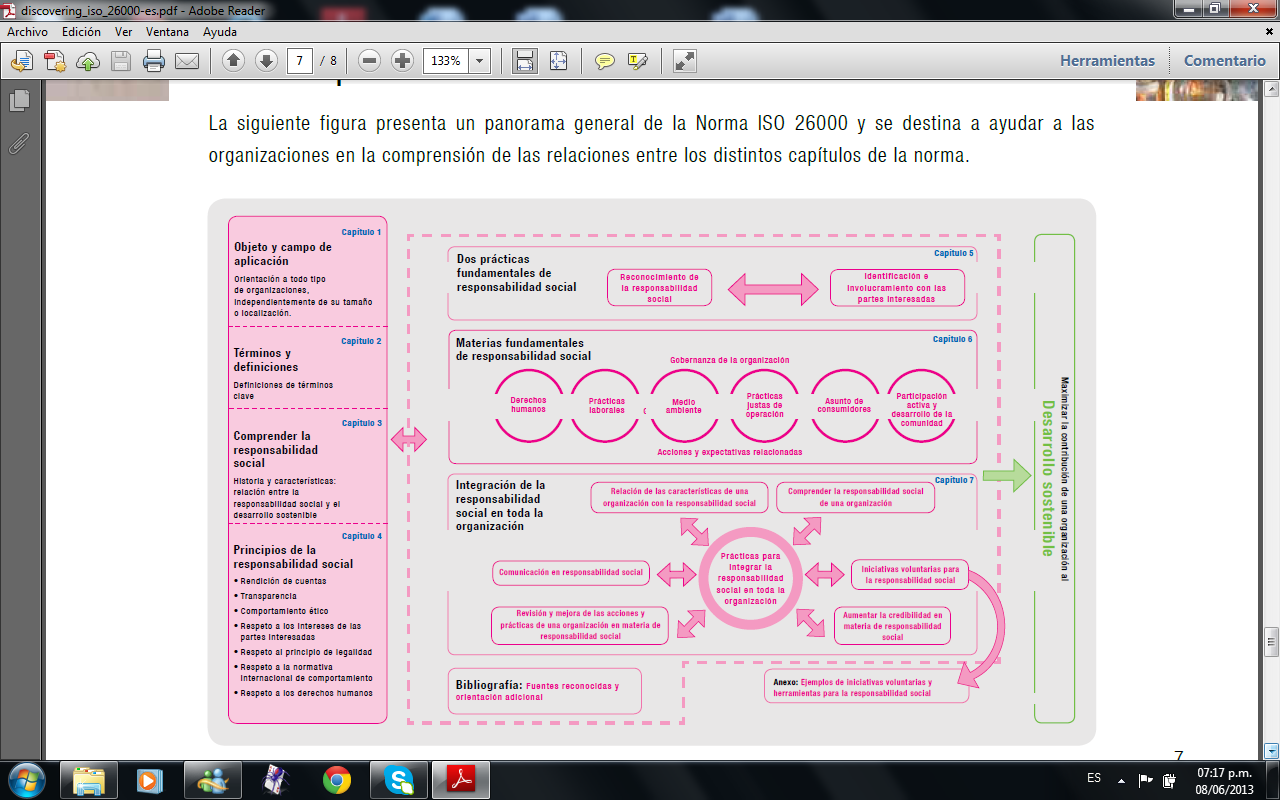 discovering_iso_26000-es.pdf - Adobe Reader
Archivo Edición Ver Ventana Ayuda
7 / 8 133% Herramientas Comentario
La siguiente figura presenta un panorama general de la Norma ISO 26000 y se destina a ayudar a las
organizaciones en la comprensión de las relaciones entre los distintos capítulos de la norma.
Capítulo 1
Objeto y campo de
aplicación
Orientación a todo tipo
de organizaciones,
independientemente de su tamaño
o localización.
Capítulo 2
Términos y
definiciones
Definiciones de términos
clave
Capítulo 3
Comprender la
responsabilidad
social
Historia y características:
relación entre la
responsabilidad social y el
desarrollo sostenible
Capítulo 4
Principios de la
responsabilidad social
• Rendición de cuentas
• Transparencia
• Comportamiento ético
• Respeto a los intereses de las
partes interesadas
• Respeto al principio de legalidad
• Respeto a la normativa
internacional de comportamiento
• Respeto a los derechos humanos
Capítulo 5
Dos prácticas
fundamentales de
responsabilidad social
Reconocimiento de
la responsabilidad
social
Identificación e
involucramiento con las
partes interesadas
Capítulo 6
Materias fundamentales
de responsabilidad social
Gobernanza de la organización
Derechos
humanos
Prácticas
laborales
Medio
ambiente
Prácticas
justas de
operación
Asunto de
consumidores
Participación
activa y
desarrollo de la
comunidad
Acciones y expectativas relacionadas
Capítulo 7
Integración de la
responsabilidad
social en toda la
organización
Relación de las características de una
organización con la responsabilidad social
Comprender la responsabilidad social
de una organización
Prácticas para
integrar la
responsabilidad
social en toda la
organización
Comunicación en responsabilidad social
Iniciativas voluntarias para
la responsabilidad social
Revisión y mejora de las acciones y
prácticas de una organización en materia de
responsabilidad social
Aumentar la credibilidad en
materia de responsabilidad
social
Bibliografía: Fuentes reconocidas y
orientación adicional
Anexo: Ejemplos de iniciativas voluntarias y
herramientas para la responsabilidad social
Maximizar la contribución de una organización al
Desarrollo sostenible
7
ES
07:17 p.m.
08/06/2013